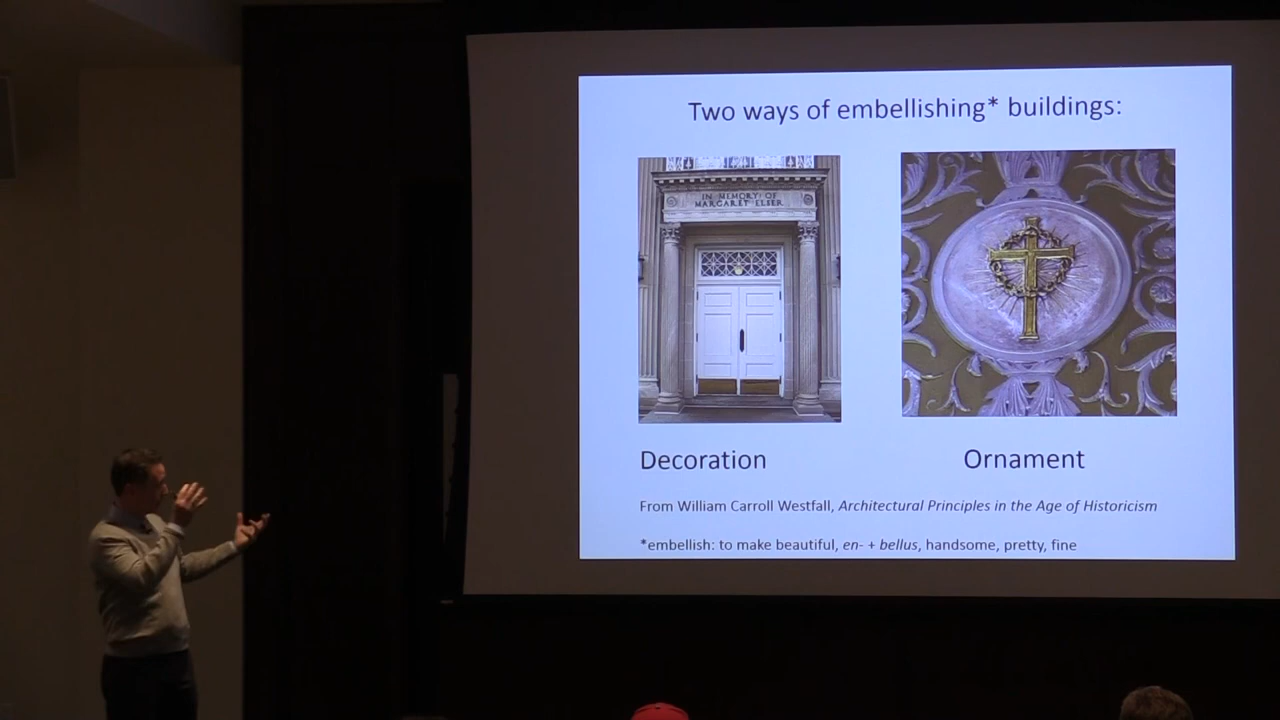 Two ways of embellishing* buildings:
IN MEMORY OF
MARGARET ELSER
Decoration
Ornament
From William Carroll Westfall, Architectural Principles in the Age of Historicism
*embellish: to make beautiful, en- + bellus, handsome, pretty, fine